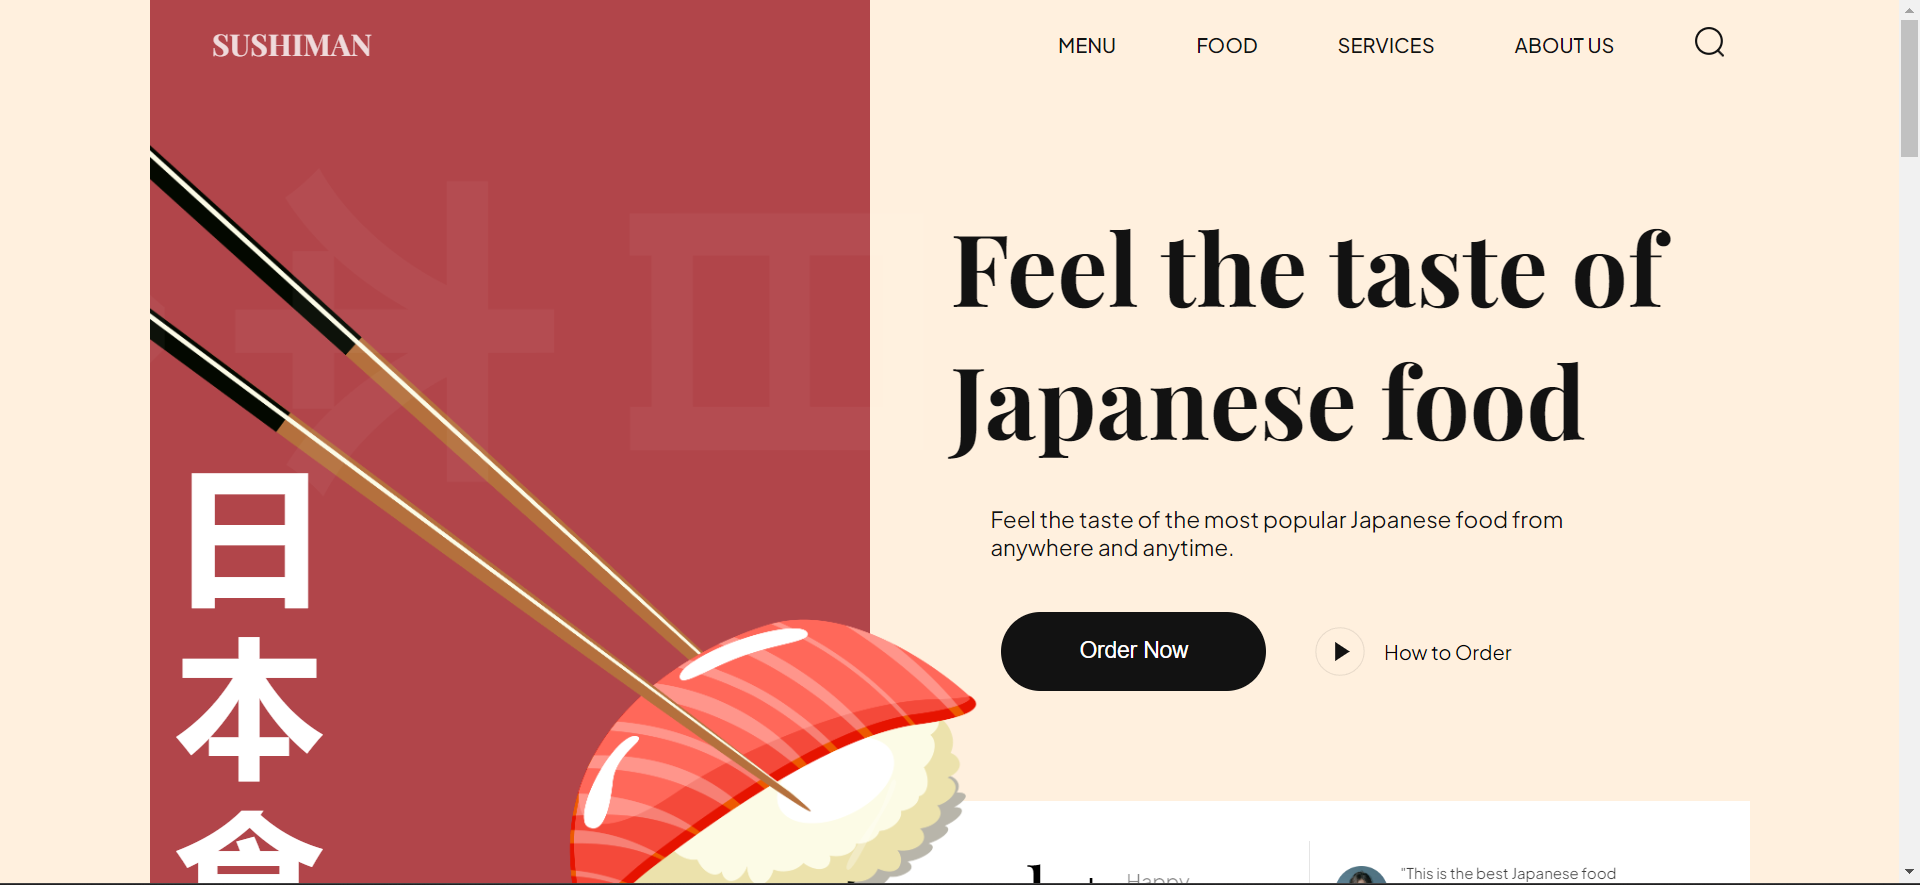 SUSHIMAN
MENU
FOOD
SERVICES
ABOUT US
日
本
食
Feel the taste of
Japanese food
Feel the taste of the most popular Japanese food from
anywhere and anytime.
Order Now
How to Order
Happy
"This is the best Japanese food